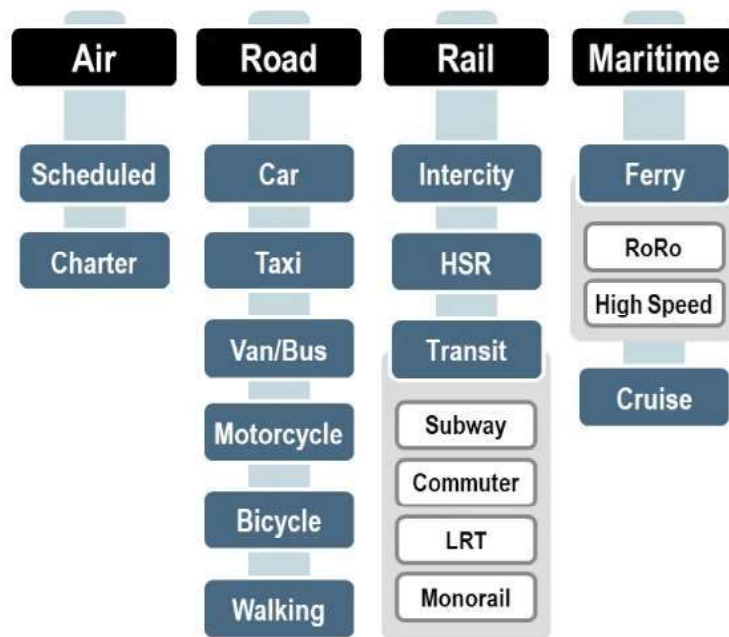 Air
Scheduled
Charter
Road
Car
Taxi
Van/Bus
Motorcycle
Bicycle
Walking
Rail
Intercity
HSR
Transit
Subway
Commuter
LRT
Monorail
Maritime
Ferry
RoRo
High Speed
Cruise